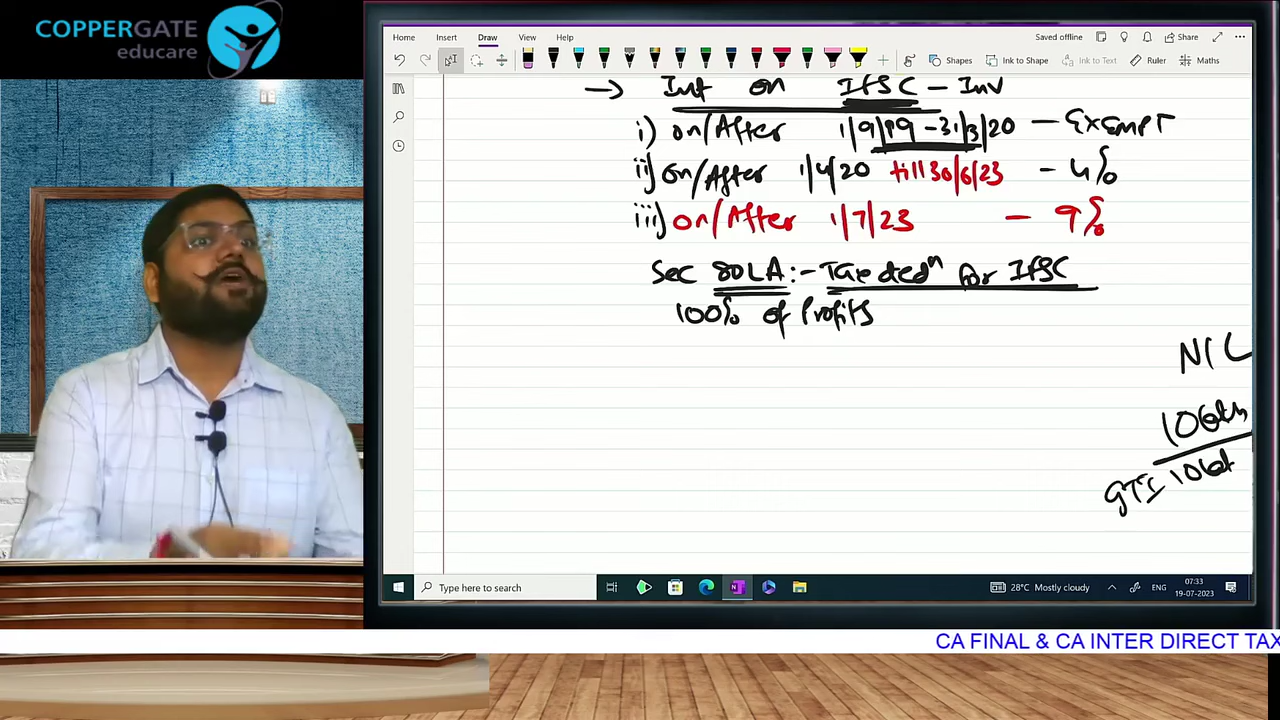 COPPERGATE
educare
Home Insert Draw View Help
Saved offline Share
Shapes Ink to Shape Ink to Text Ruler Maths
→ Int on IFSC - Inv
i) on/After 1/9/19 - 31/3/20 - Exempt
ii) on/After 1/4/20 till 30/6/23 - 4%
iii) on/After 1/7/23 - 9%
Sec 80LA :- Targeted dedⁿ for IFSC
100% of Profits
GTI
Type here to search
28°C Mostly cloudy ENG 07:33
19-07-2023
CA FINAL & CA INTER DIRECT TAX